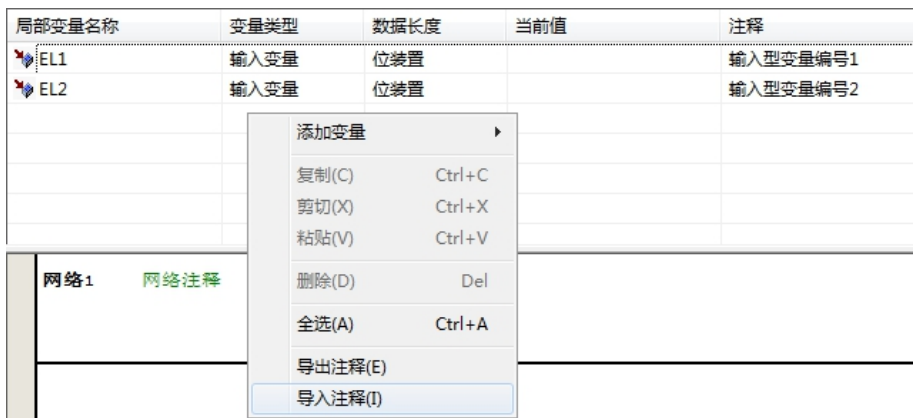 局部变量名称 变量类型 数据长度 当前值 注释
EL1 输入变量 位装置 输入型变量编号1
EL2 输入变量 位装置 输入型变量编号2
添加变量
复制(C) Ctrl+C
剪切(X) Ctrl+X
粘贴(V) Ctrl+V
网络1 网络注释
删除(D) Del
全选(A) Ctrl+A
导出注释(E)
导入注释(I)